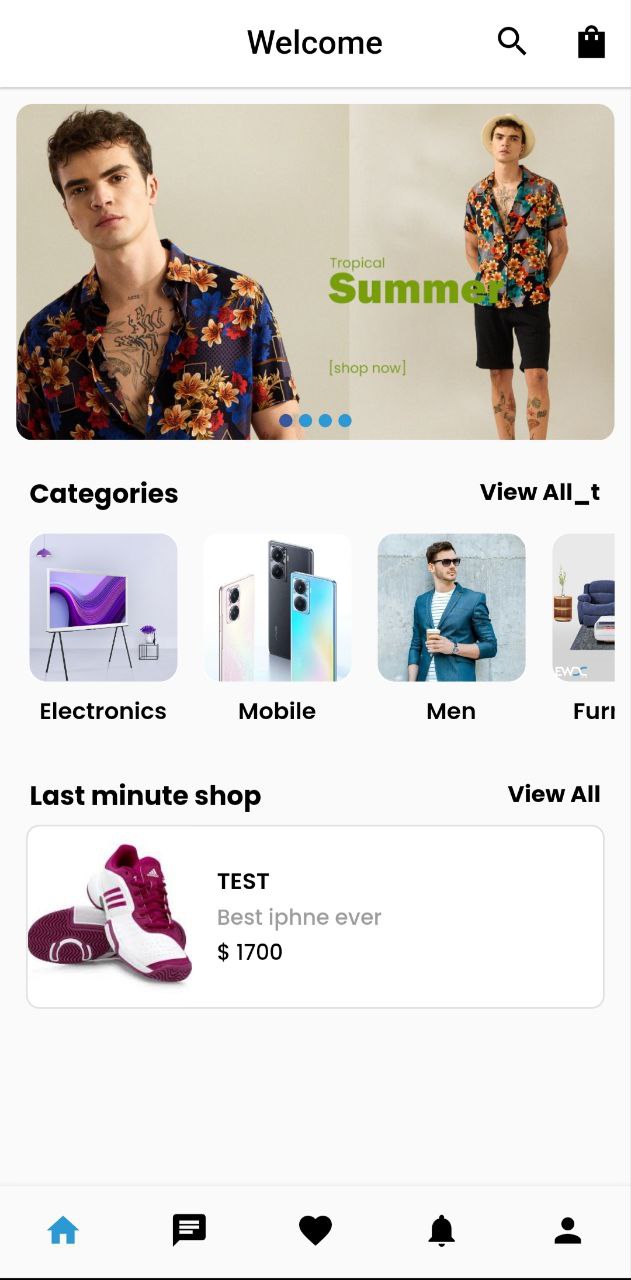 Welcome
Tropical
Summer
[shop now]
Categories
View All_t
Electronics
Mobile
Men
Furr
Last minute shop
View All
TEST
Best iphne ever
$ 1700